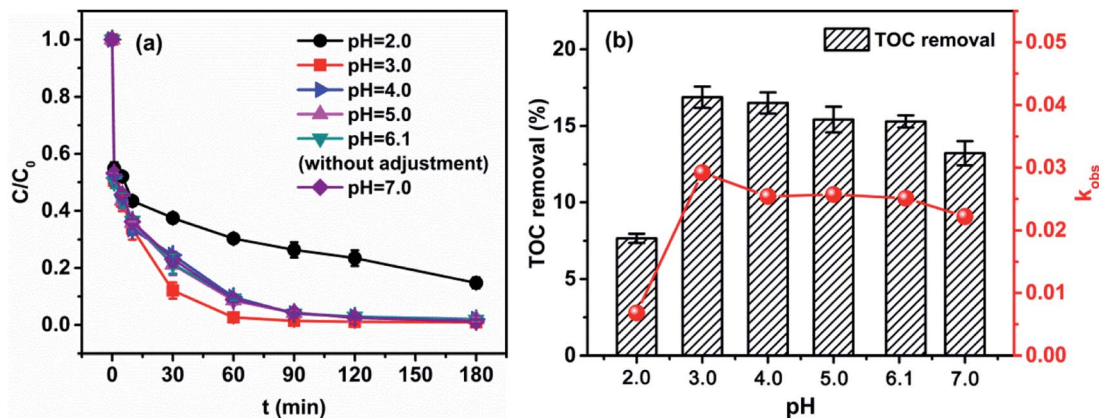 (a)
pH=2.0
pH=3.0
pH=4.0
pH=5.0
pH=6.1
(without adjustment)
pH=7.0
1.0
0.8
0.6
0.4
0.2
0.0
C/C₀
0 30 60 90 120 150 180
t (min)
(b)
TOC removal
20
15
10
5
0
TOC removal (%)
2.0 3.0 4.0 5.0 6.1 7.0
pH
0.05
0.04
0.03
0.02
0.01
0.00
k_obs